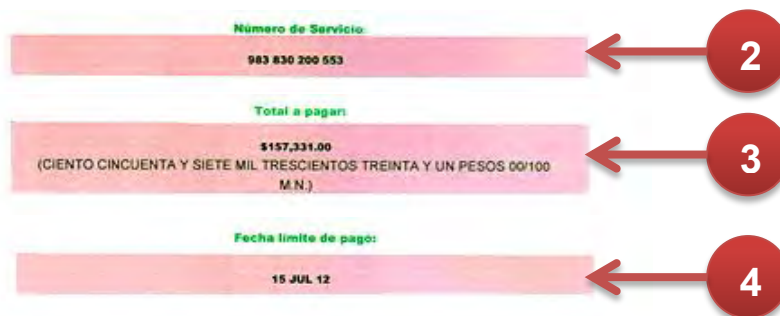 Número de Servicio:
983 830 200 553
2
Total a pagar:
$157,331.00
(CIENTO CINCUENTA Y SIETE MIL TRESCIENTOS TREINTA Y UN PESOS 00/100
M.N.)
3
Fecha límite de pago:
15 JUL 12
4